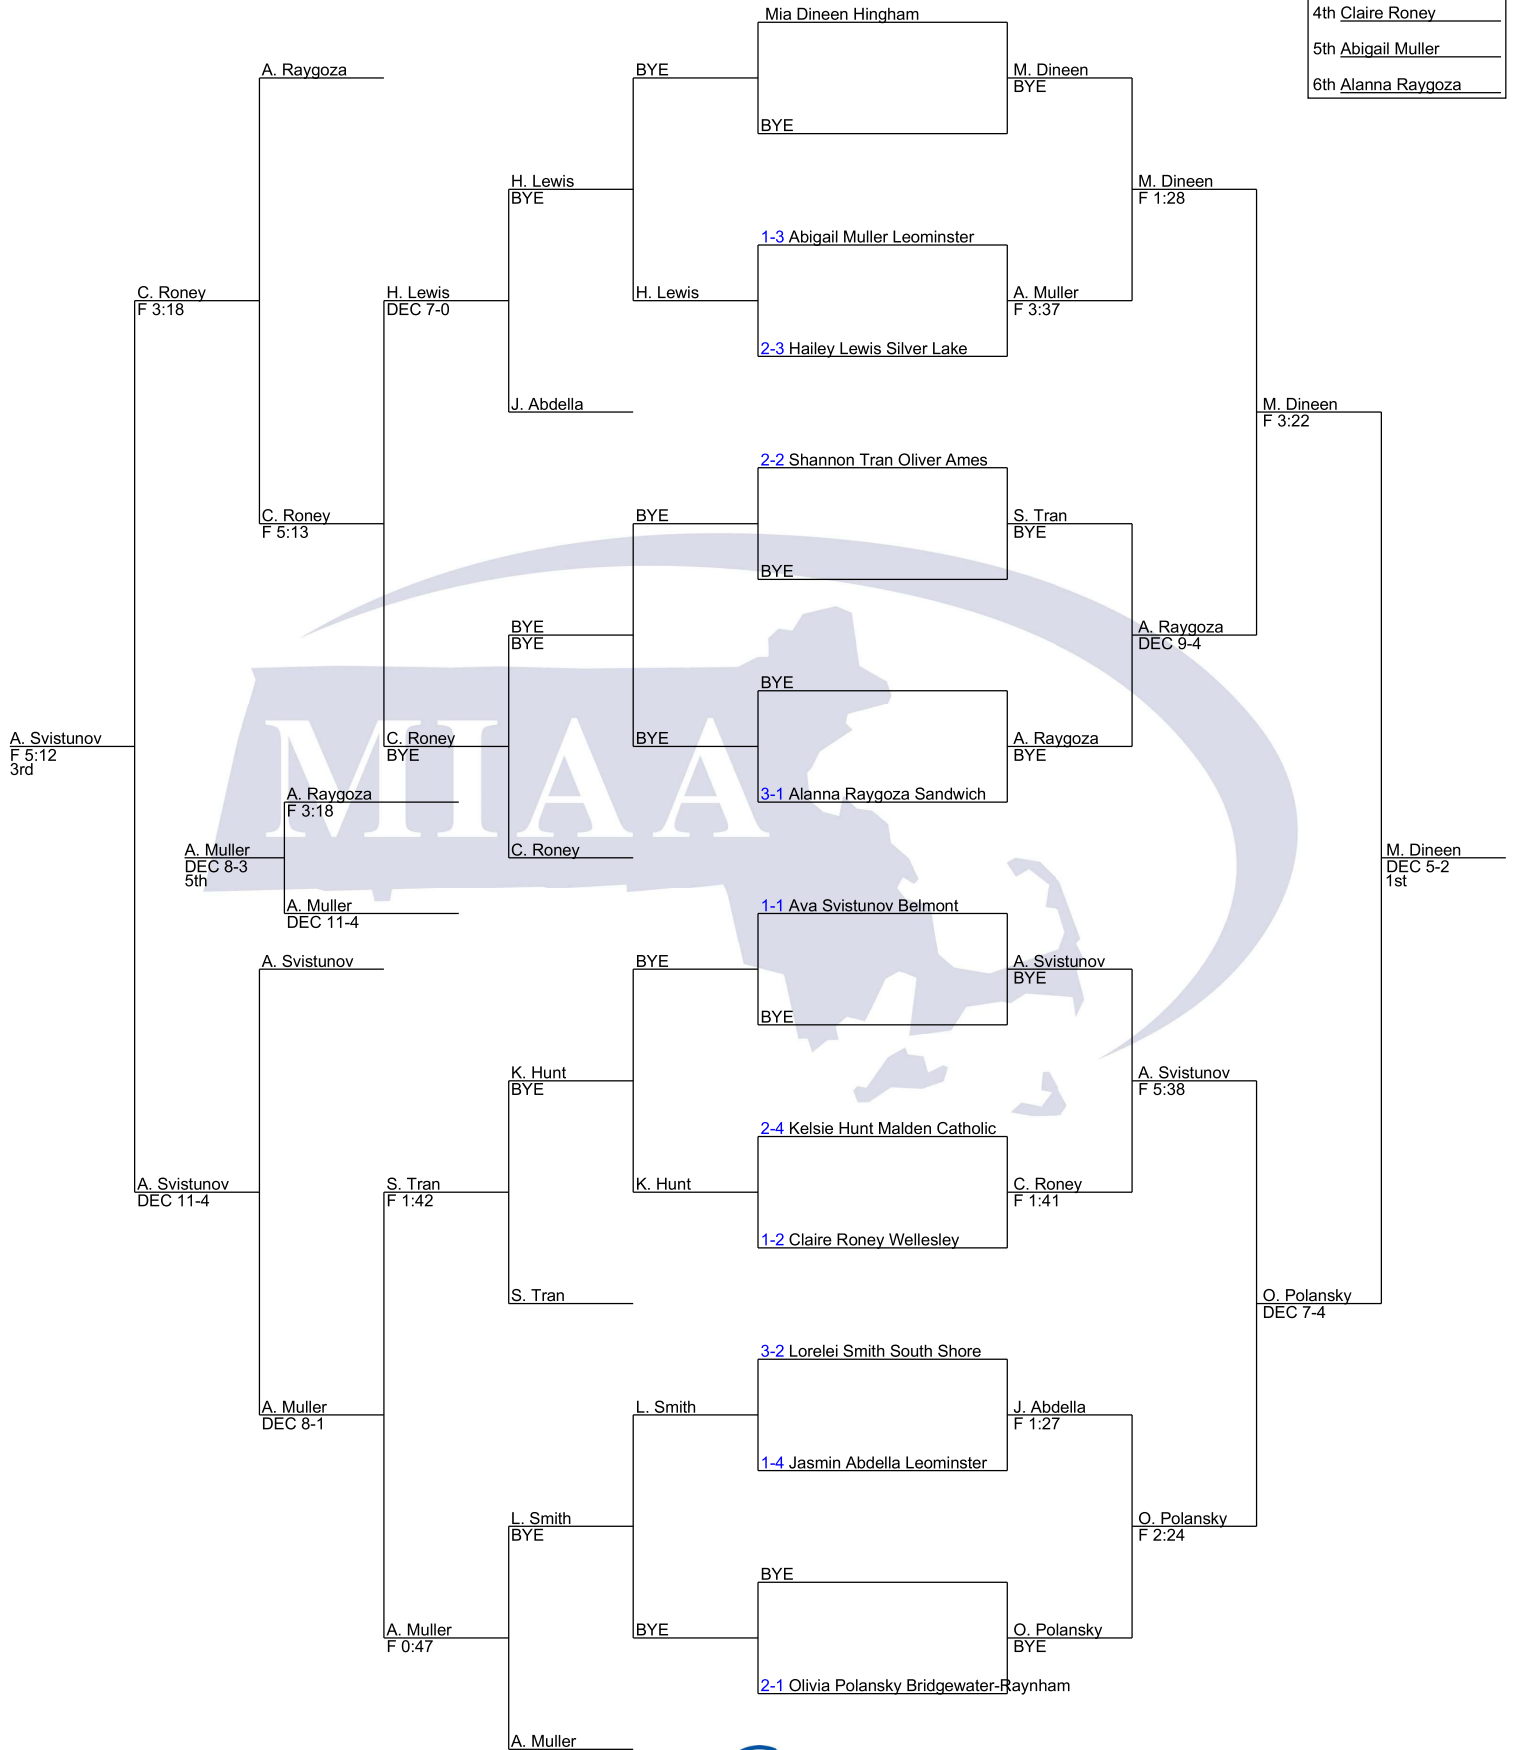 Mia Dineen Hingham
4th Claire Roney
5th Abigail Muller
6th Alanna Raygoza
A. Raygoza
BYE
M. Dineen
BYE
BYE
H. Lewis
BYE
M. Dineen
F 1:28
1-3 Abigail Muller Leominster
C. Roney
F 3:18
H. Lewis
DEC 7-0
H. Lewis
A. Muller
F 3:37
2-3 Hailey Lewis Silver Lake
J. Abdella
M. Dineen
F 3:22
2-2 Shannon Tran Oliver Ames
C. Roney
F 5:13
BYE
S. Tran
BYE
BYE
BYE
BYE
A. Raygoza
DEC 9-4
BYE
MIAA
A. Svistunov
F 5:12
3rd
C. Roney
BYE
BYE
A. Raygoza
BYE
A. Raygoza
F 3:18
3-1 Alanna Raygoza Sandwich
A. Muller
DEC 8-3
5th
C. Roney
M. Dineen
DEC 5-2
1st
A. Muller
DEC 11-4
1-1 Ava Svistunov Belmont
A. Svistunov
BYE
A. Svistunov
BYE
BYE
K. Hunt
BYE
A. Svistunov
F 5:38
2-4 Kelsie Hunt Malden Catholic
A. Svistunov
DEC 11-4
S. Tran
F 1:42
K. Hunt
C. Roney
F 1:41
1-2 Claire Roney Wellesley
S. Tran
O. Polansky
DEC 7-4
3-2 Lorelei Smith South Shore
A. Muller
DEC 8-1
L. Smith
J. Abdella
F 1:27
1-4 Jasmin Abdella Leominster
L. Smith
BYE
O. Polansky
F 2:24
BYE
A. Muller
F 0:47
BYE
O. Polansky
BYE
2-1 Olivia Polansky Bridgewater-Raynham
A. Muller